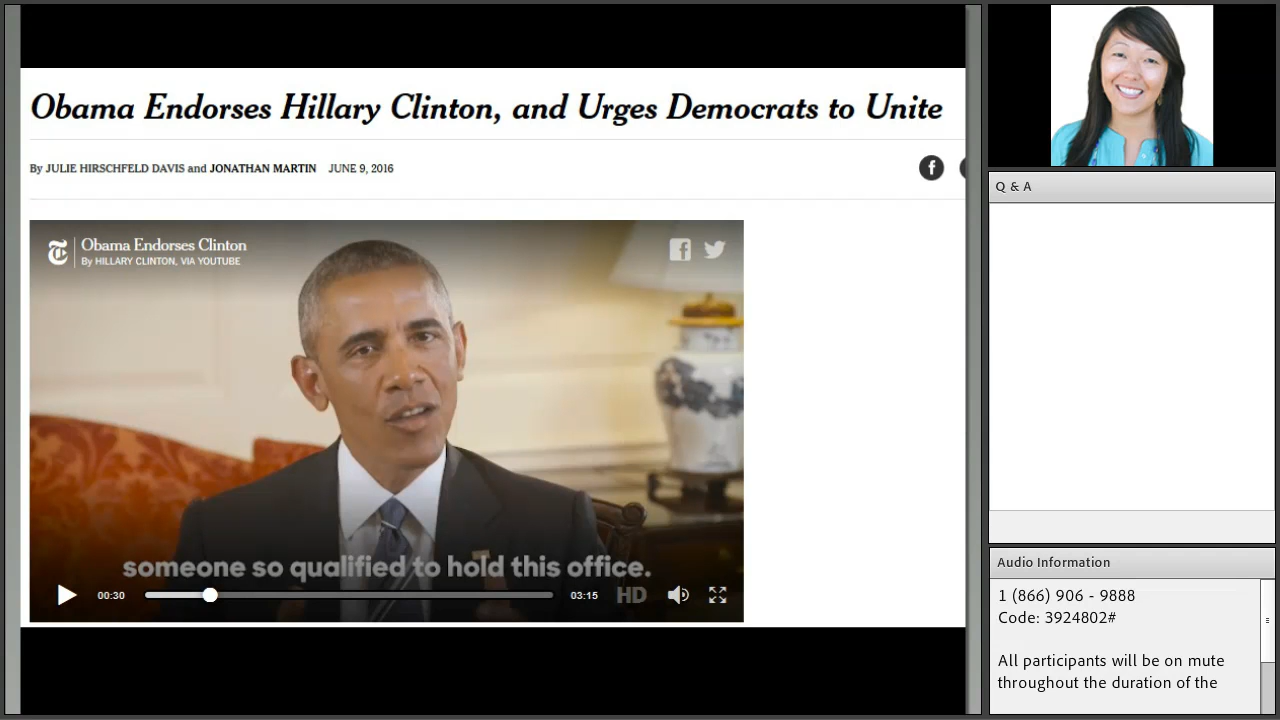 Obama Endorses Hillary Clinton, and Urges Democrats to Unite
By JULIE HIRSCHFELD DAVIS and JONATHAN MARTIN JUNE 9, 2016
Obama Endorses Clinton
By HILLARY CLINTON, VIA YOUTUBE
someone so qualified to hold this office.
00:30 03:15 HD
Q & A
Audio Information
1 (866) 906 - 9888
Code: 3924802#
All participants will be on mute
throughout the duration of the